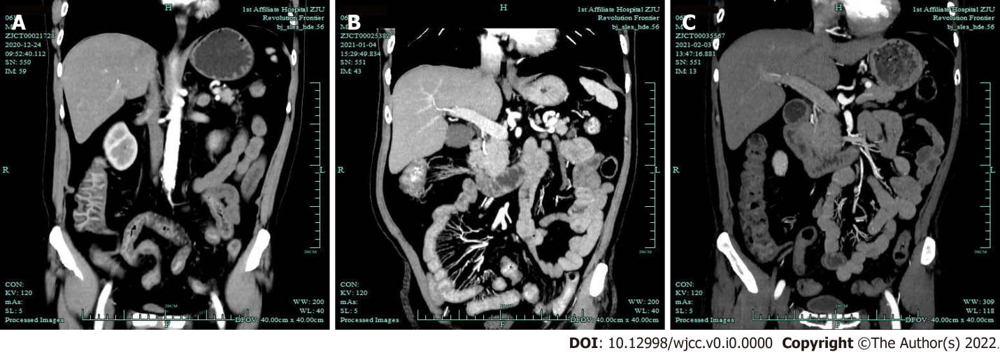 A
H
1st Affiliate Hospital ZJU
Revolution Frontier
bj_sles_hde.56
06
M
ZJCT00021728
2020-12-24
09:52:40.112
SN: 550
IM: 59
R
L
20CM
CON:
KV: 120
mAs:
SL: 5
Processed Images
WW: 200
WL: 40
DFOV: 40.00cm x 40.00cm
20CM
F
B
H
1st Affiliate Hospital ZJU
Revolution Frontier
bj_sles_hde.56
06
M
ZJCT00025382
2021-01-04
15:29:49.834
SN: 551
IM: 43
R
L
20CM
CON:
KV: 120
mAs:
SL: 5
Processed Images
WW: 200
WL: 40
DFOV: 40.00cm x 40.00cm
20CM
F
C
H
1st Affiliate Hospital ZJU
Revolution Frontier
bj_sles_hde.56
06
M
ZJCT00035567
2021-02-03
13:47:16.881
SN: 551
IM: 13
R
L
20CM
CON:
KV: 120
mAs:
SL: 5
Processed Images
WW: 309
WL: 118
DFOV: 40.00cm x 40.00cm
20CM
F
DOI: 10.12998/wjcc.v0.i0.0000 Copyright ©The Author(s) 2022.